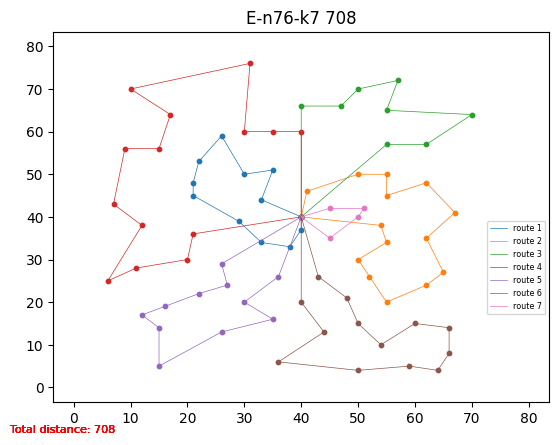 E-n76-k7 708
80
70
60
50
40
30
20
10
0
0 10 20 30 40 50 60 70 80
route 1
route 2
route 3
route 4
route 5
route 6
route 7
Total distance: 708